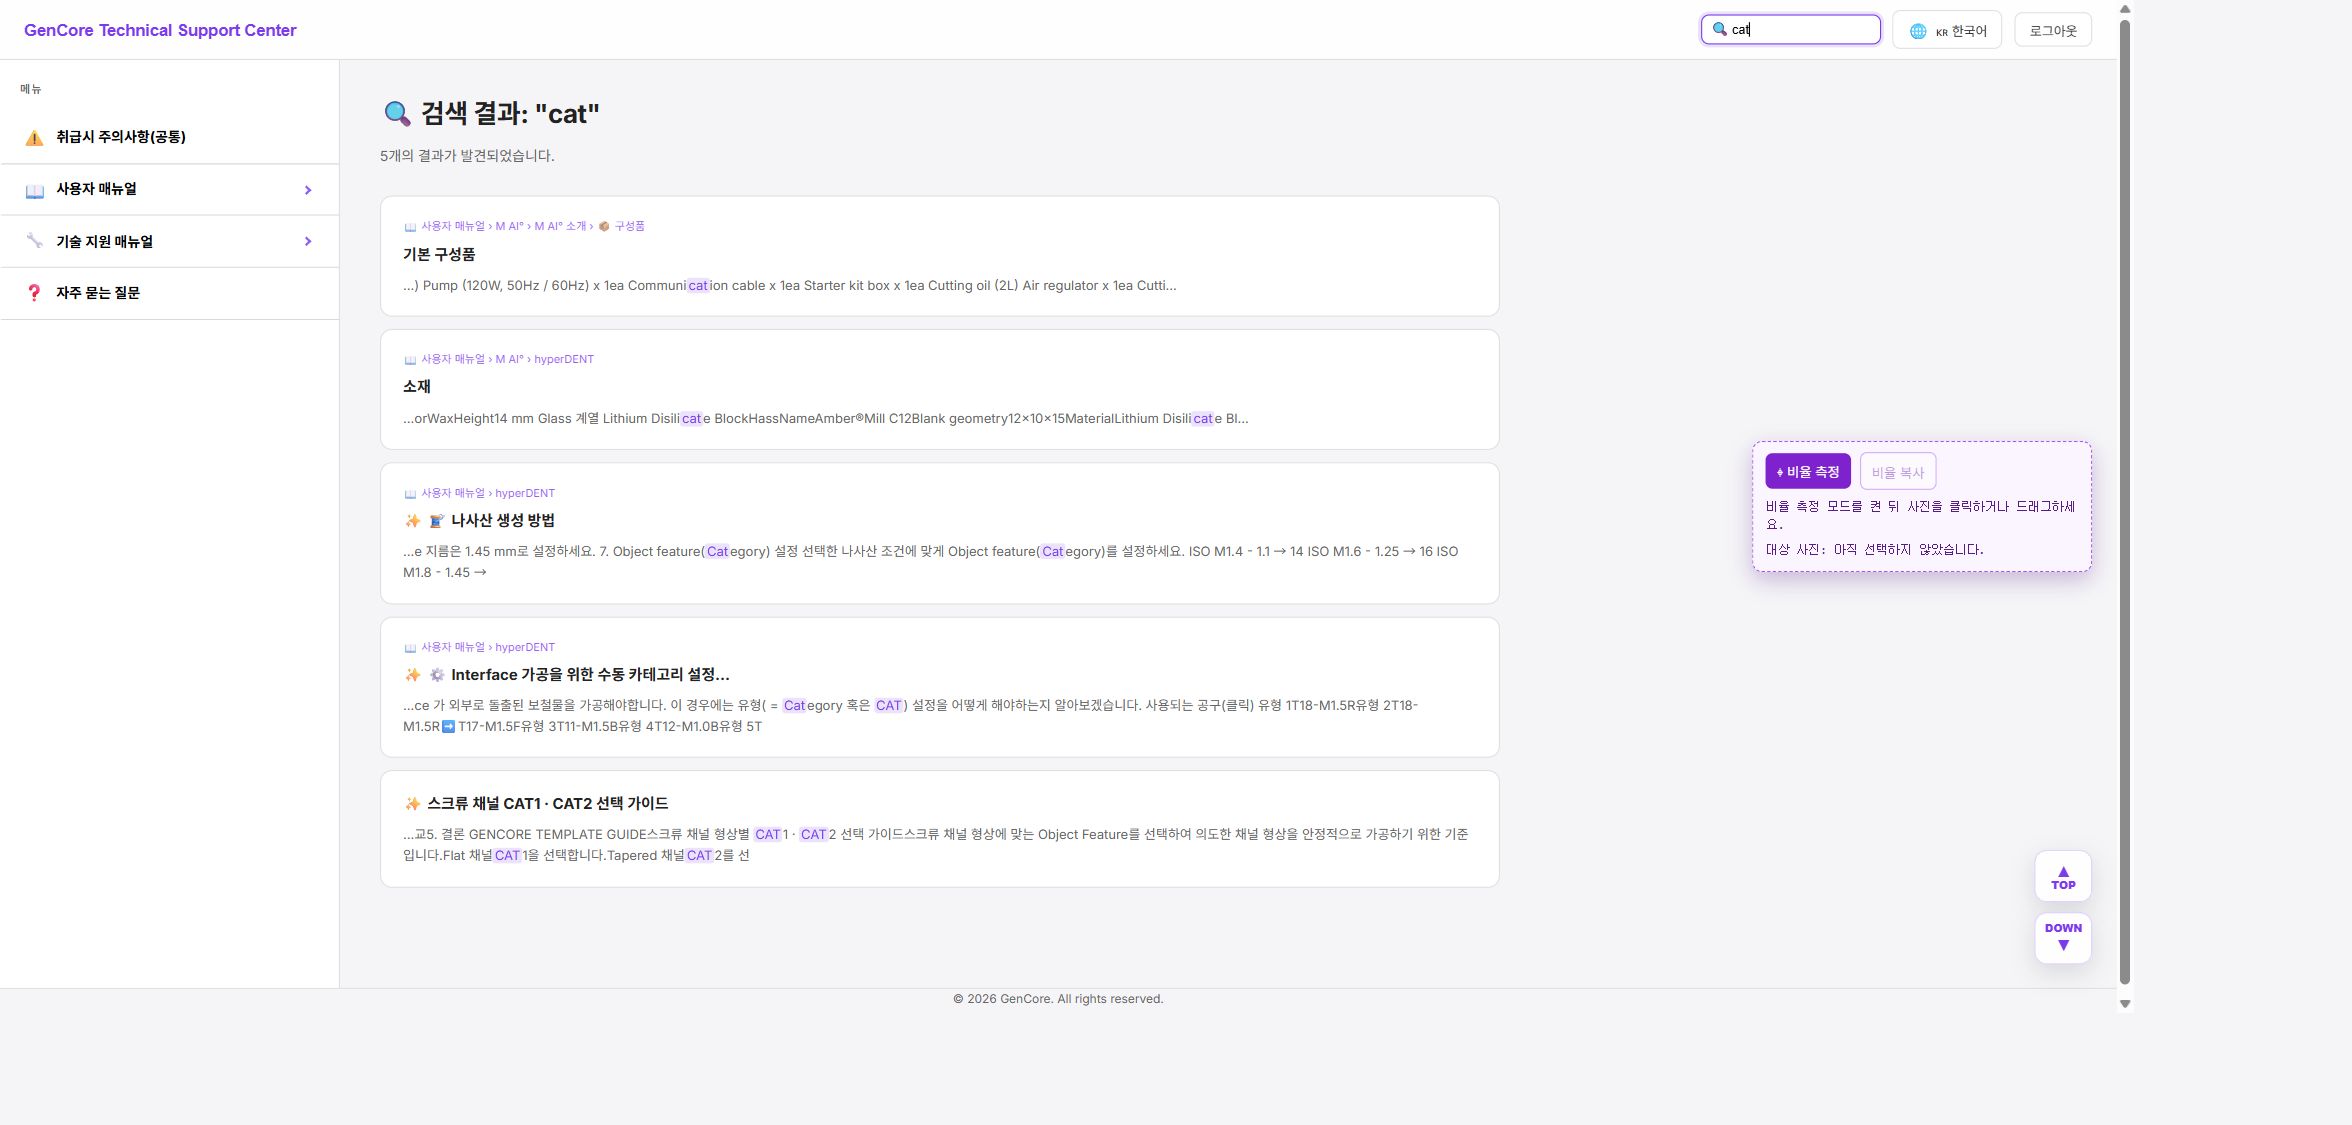 GenCore Technical Support Center
🔍 cat
🌐 KR 한국어
로그아웃
메뉴
⚠️ 취급시 주의사항(공통)
📖 사용자 매뉴얼 ›
🔧 기술 지원 매뉴얼 ›
❓ 자주 묻는 질문
🔍 검색 결과: "cat"
5개의 결과가 발견되었습니다.
📖 사용자 매뉴얼 › M AI° › M AI° 소개 › 📦 구성품
기본 구성품
...) Pump (120W, 50Hz / 60Hz) x 1ea Communication cable x 1ea Starter kit box x 1ea Cutting oil (2L) Air regulator x 1ea Cutti...
📖 사용자 매뉴얼 › M AI° › hyperDENT
소재
...orWaxHeight14 mm Glass 계열 Lithium Disilicate BlockHassNameAmber®Mill C12Blank geometry12×10×15MaterialLithium Disilicate Bl...
📖 사용자 매뉴얼 › hyperDENT
✨ 🧵 나사산 생성 방법
...e 지름은 1.45 mm로 설정하세요. 7. Object feature(Category) 설정 선택한 나사산 조건에 맞게 Object feature(Category)를 설정하세요. ISO M1.4 - 1.1 → 14 ISO M1.6 - 1.25 → 16 ISO
M1.8 - 1.45 →
📖 사용자 매뉴얼 › hyperDENT
✨ ⚙️ Interface 가공을 위한 수동 카테고리 설정...
...ce 가 외부로 돌출된 보철물을 가공해야합니다. 이 경우에는 유형( = Category 혹은 CAT) 설정을 어떻게 해야하는지 알아보겠습니다. 사용되는 공구(클릭) 유형 1T18-M1.5R유형 2T18-
M1.5R➡️T17-M1.5F유형 3T11-M1.5B유형 4T12-M1.0B유형 5T
✨ 스크류 채널 CAT1 · CAT2 선택 가이드
...교5. 결론 GENCORE TEMPLATE GUIDE스크류 채널 형상별 CAT1 · CAT2 선택 가이드스크류 채널 형상에 맞는 Object Feature를 선택하여 의도한 채널 형상을 안정적으로 가공하기 위한 기준
입니다.Flat 채널CAT1을 선택합니다.Tapered 채널CAT2를 선
비율 측정
비율 복사
비율 측정 모드를 켠 뒤 사진을 클릭하거나 드래그하세
요.
대상 사진: 아직 선택하지 않았습니다.
▲
TOP
DOWN
▼
© 2026 GenCore. All rights reserved.